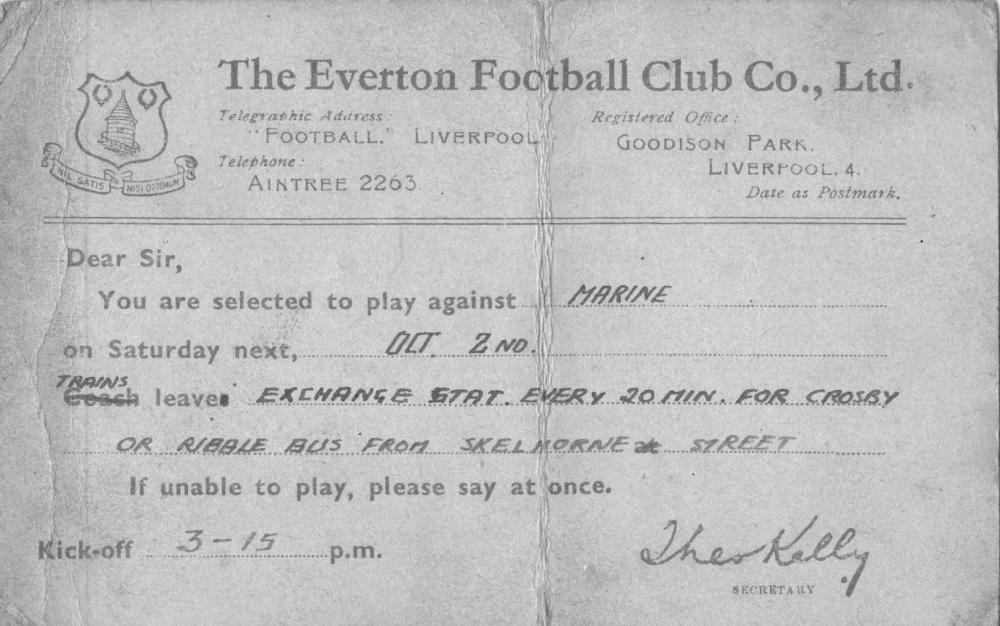 The Everton Football Club Co., Ltd.
Telegraphic Address:
"FOOTBALL." LIVERPOOL
Telephone:
AINTREE 2263
Registered Office:
GOODISON PARK.
LIVERPOOL. 4.
Date as Postmark.
NIL SATIS NISI OPTIMUM
Dear Sir,
You are selected to play against MARINE
on Saturday next, OCT. 2ND.
TRAINS
Coach leaves EXCHANGE STAT. EVERY 20 MIN. FOR CROSBY
OR RIBBLE BUS FROM SKELHORNE at STREET
If unable to play, please say at once.
Kick-off 3-15 p.m.
Theo Kelly
SECRETARY